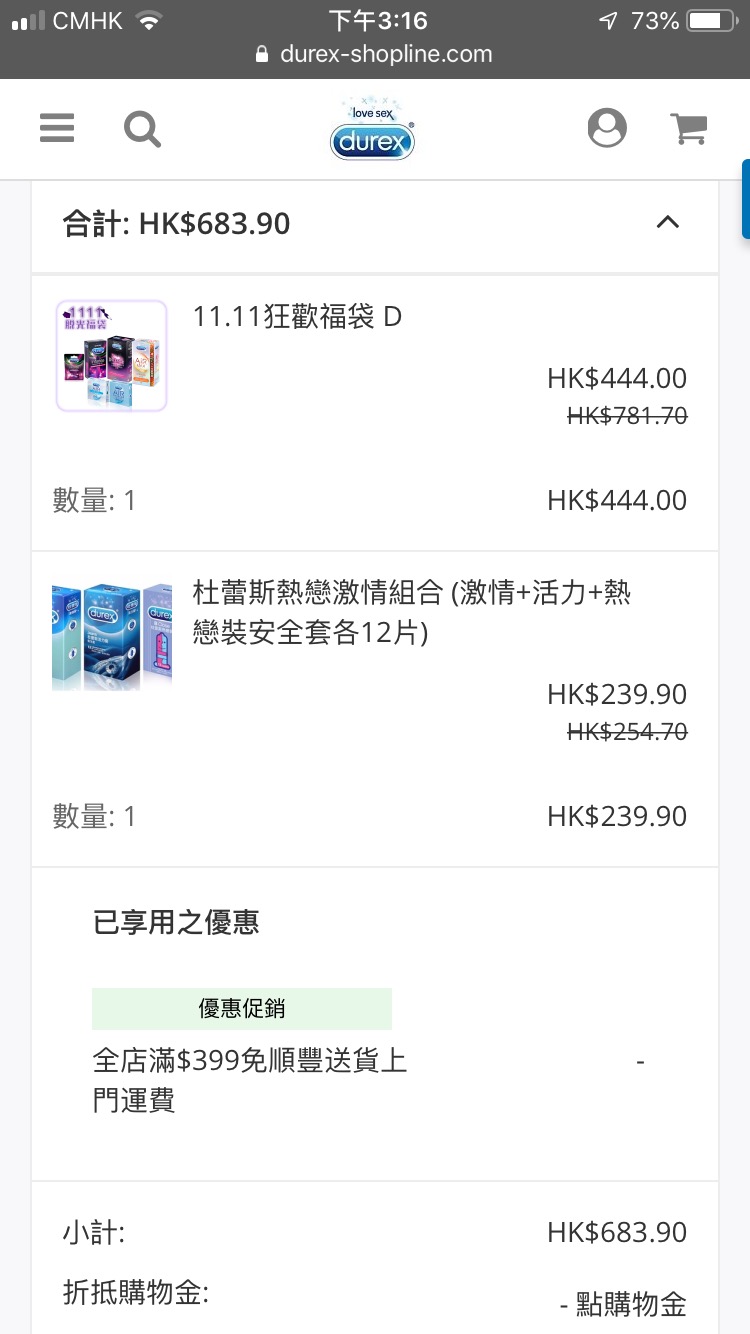 CMHK 下午3:16 73%
durex-shopline.com
love sex
durex
合計: HK$683.90
1111
脫光福袋
11.11狂歡福袋 D
HK$444.00
HK$781.70
數量: 1 HK$444.00
durex
杜蕾斯熱戀激情組合 (激情+活力+熱
戀裝安全套各12片)
HK$239.90
HK$254.70
數量: 1 HK$239.90
已享用之優惠
優惠促銷
全店滿$399免順豐送貨上 -
門運費
小計: HK$683.90
折抵購物金: - 點購物金